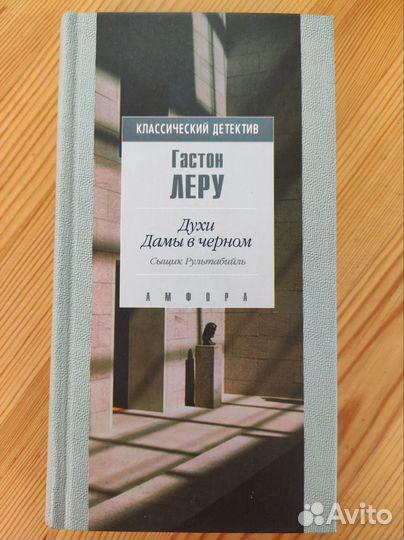 КЛАССИЧЕСКИЙ ДЕТЕКТИВ
Гастон
ЛЕРУ
Духи
Дамы в черном
Сыщик Рультабийль
АМФОРА
Avito